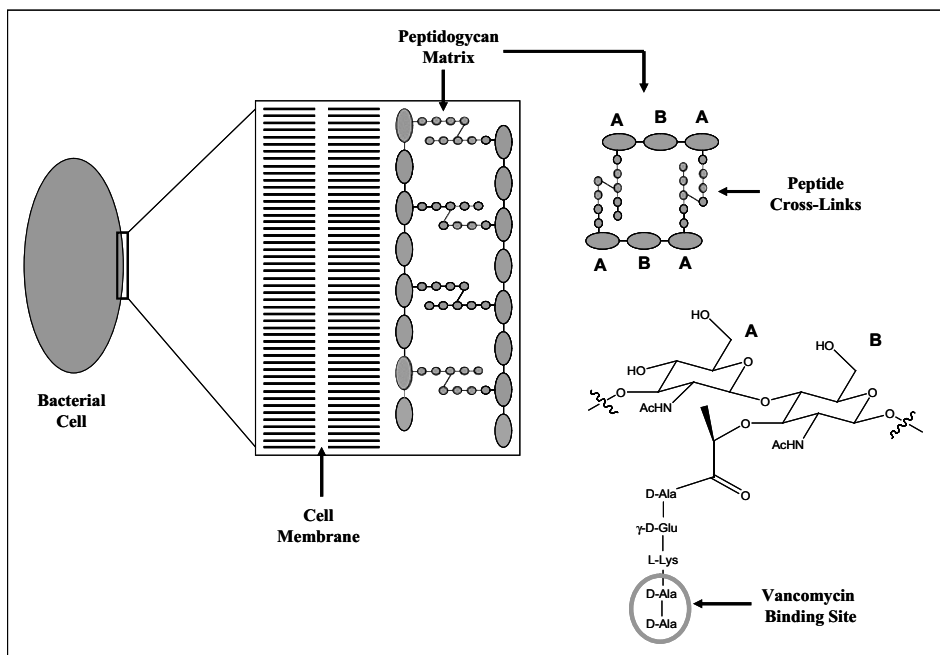 Peptidogycan
Matrix
A B A
Peptide
Cross-Links
A B A
Bacterial
Cell
Cell
Membrane
HO
A
HO
B
HO
O
O
O
AcHN
O
O
O
O
AcHN
O
D-Ala
γ-D-Glu
L-Lys
D-Ala
D-Ala
Vancomycin
Binding Site